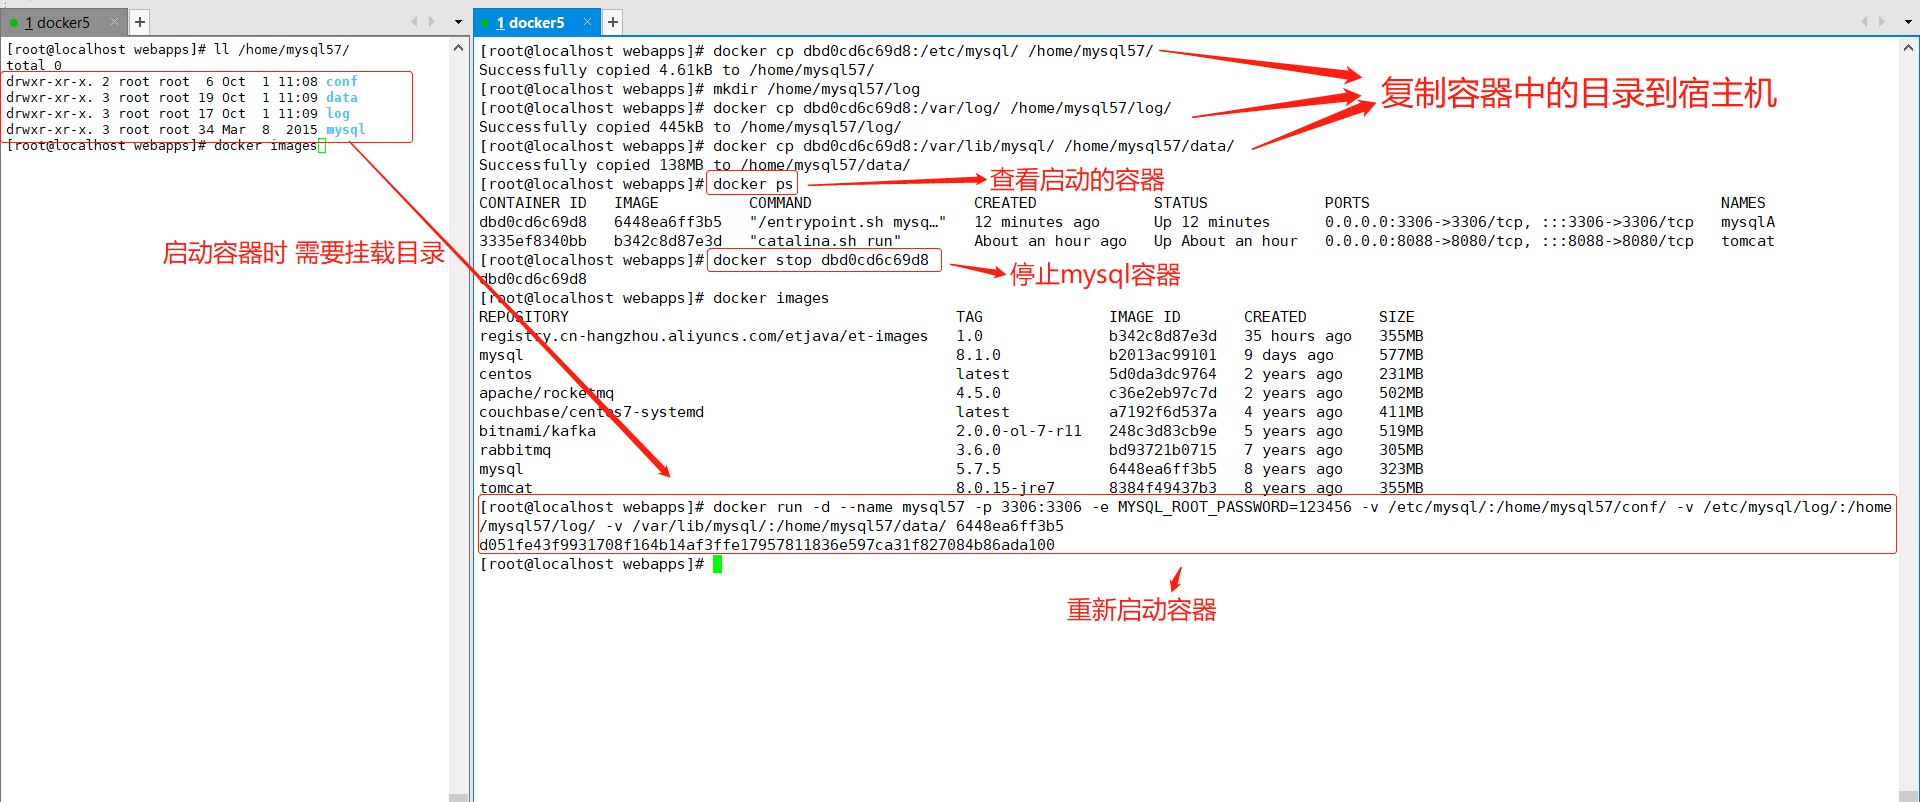 1 docker5
[root@localhost webapps]# ll /home/mysql57/
total 0
drwxr-xr-x. 2 root root  6 Oct  1 11:08 conf
drwxr-xr-x. 3 root root 19 Oct  1 11:09 data
drwxr-xr-x. 3 root root 17 Oct  1 11:09 log
drwxr-xr-x. 3 root root 34 Mar  8  2015 mysql
[root@localhost webapps]# docker images
启动容器时 需要挂载目录
1 docker5
[root@localhost webapps]# docker cp dbd0cd6c69d8:/etc/mysql/ /home/mysql57/
Successfully copied 4.61kB to /home/mysql57/
[root@localhost webapps]# mkdir /home/mysql57/log
[root@localhost webapps]# docker cp dbd0cd6c69d8:/var/log/ /home/mysql57/log/
Successfully copied 445kB to /home/mysql57/log/
[root@localhost webapps]# docker cp dbd0cd6c69d8:/var/lib/mysql/ /home/mysql57/data/
Successfully copied 138MB to /home/mysql57/data/
复制容器中的目录到宿主机
[root@localhost webapps]# docker ps
查看启动的容器
CONTAINER ID   IMAGE          COMMAND                  CREATED             STATUS             PORTS                                       NAMES
dbd0cd6c69d8   6448ea6ff3b5   "/entrypoint.sh mysq…"   12 minutes ago      Up 12 minutes      0.0.0.0:3306->3306/tcp, :::3306->3306/tcp   mysqlA
3335ef8340bb   b342c8d87e3d   "catalina.sh run"        About an hour ago   Up About an hour   0.0.0.0:8088->8080/tcp, :::8088->8080/tcp   tomcat
[root@localhost webapps]# docker stop dbd0cd6c69d8
停止mysql容器
dbd0cd6c69d8
[root@localhost webapps]# docker images
REPOSITORY                                           TAG              IMAGE ID       CREATED        SIZE
registry.cn-hangzhou.aliyuncs.com/etjava/et-images   1.0              b342c8d87e3d   35 hours ago   355MB
mysql                                                8.1.0            b2013ac99101   9 days ago     577MB
centos                                               latest           5d0da3dc9764   2 years ago    231MB
apache/rocketmq                                      4.5.0            c36e2eb97c7d   2 years ago    502MB
couchbase/centos7-systemd                            latest           a7192f6d537a   4 years ago    411MB
bitnami/kafka                                        2.0.0-ol-7-r11   248c3d83cb9e   5 years ago    519MB
rabbitmq                                             3.6.0            bd93721b0715   7 years ago    305MB
mysql                                                5.7.5            6448ea6ff3b5   8 years ago    323MB
tomcat                                               8.0.15-jre7      8384f49437b3   8 years ago    355MB
[root@localhost webapps]# docker run -d --name mysql57 -p 3306:3306 -e MYSQL_ROOT_PASSWORD=123456 -v /etc/mysql/:/home/mysql57/conf/ -v /etc/mysql/log/:/home
/mysql57/log/ -v /var/lib/mysql/:/home/mysql57/data/ 6448ea6ff3b5
d051fe43f9931708f164b14af3ffe17957811836e597ca31f827084b86ada100
[root@localhost webapps]#
重新启动容器